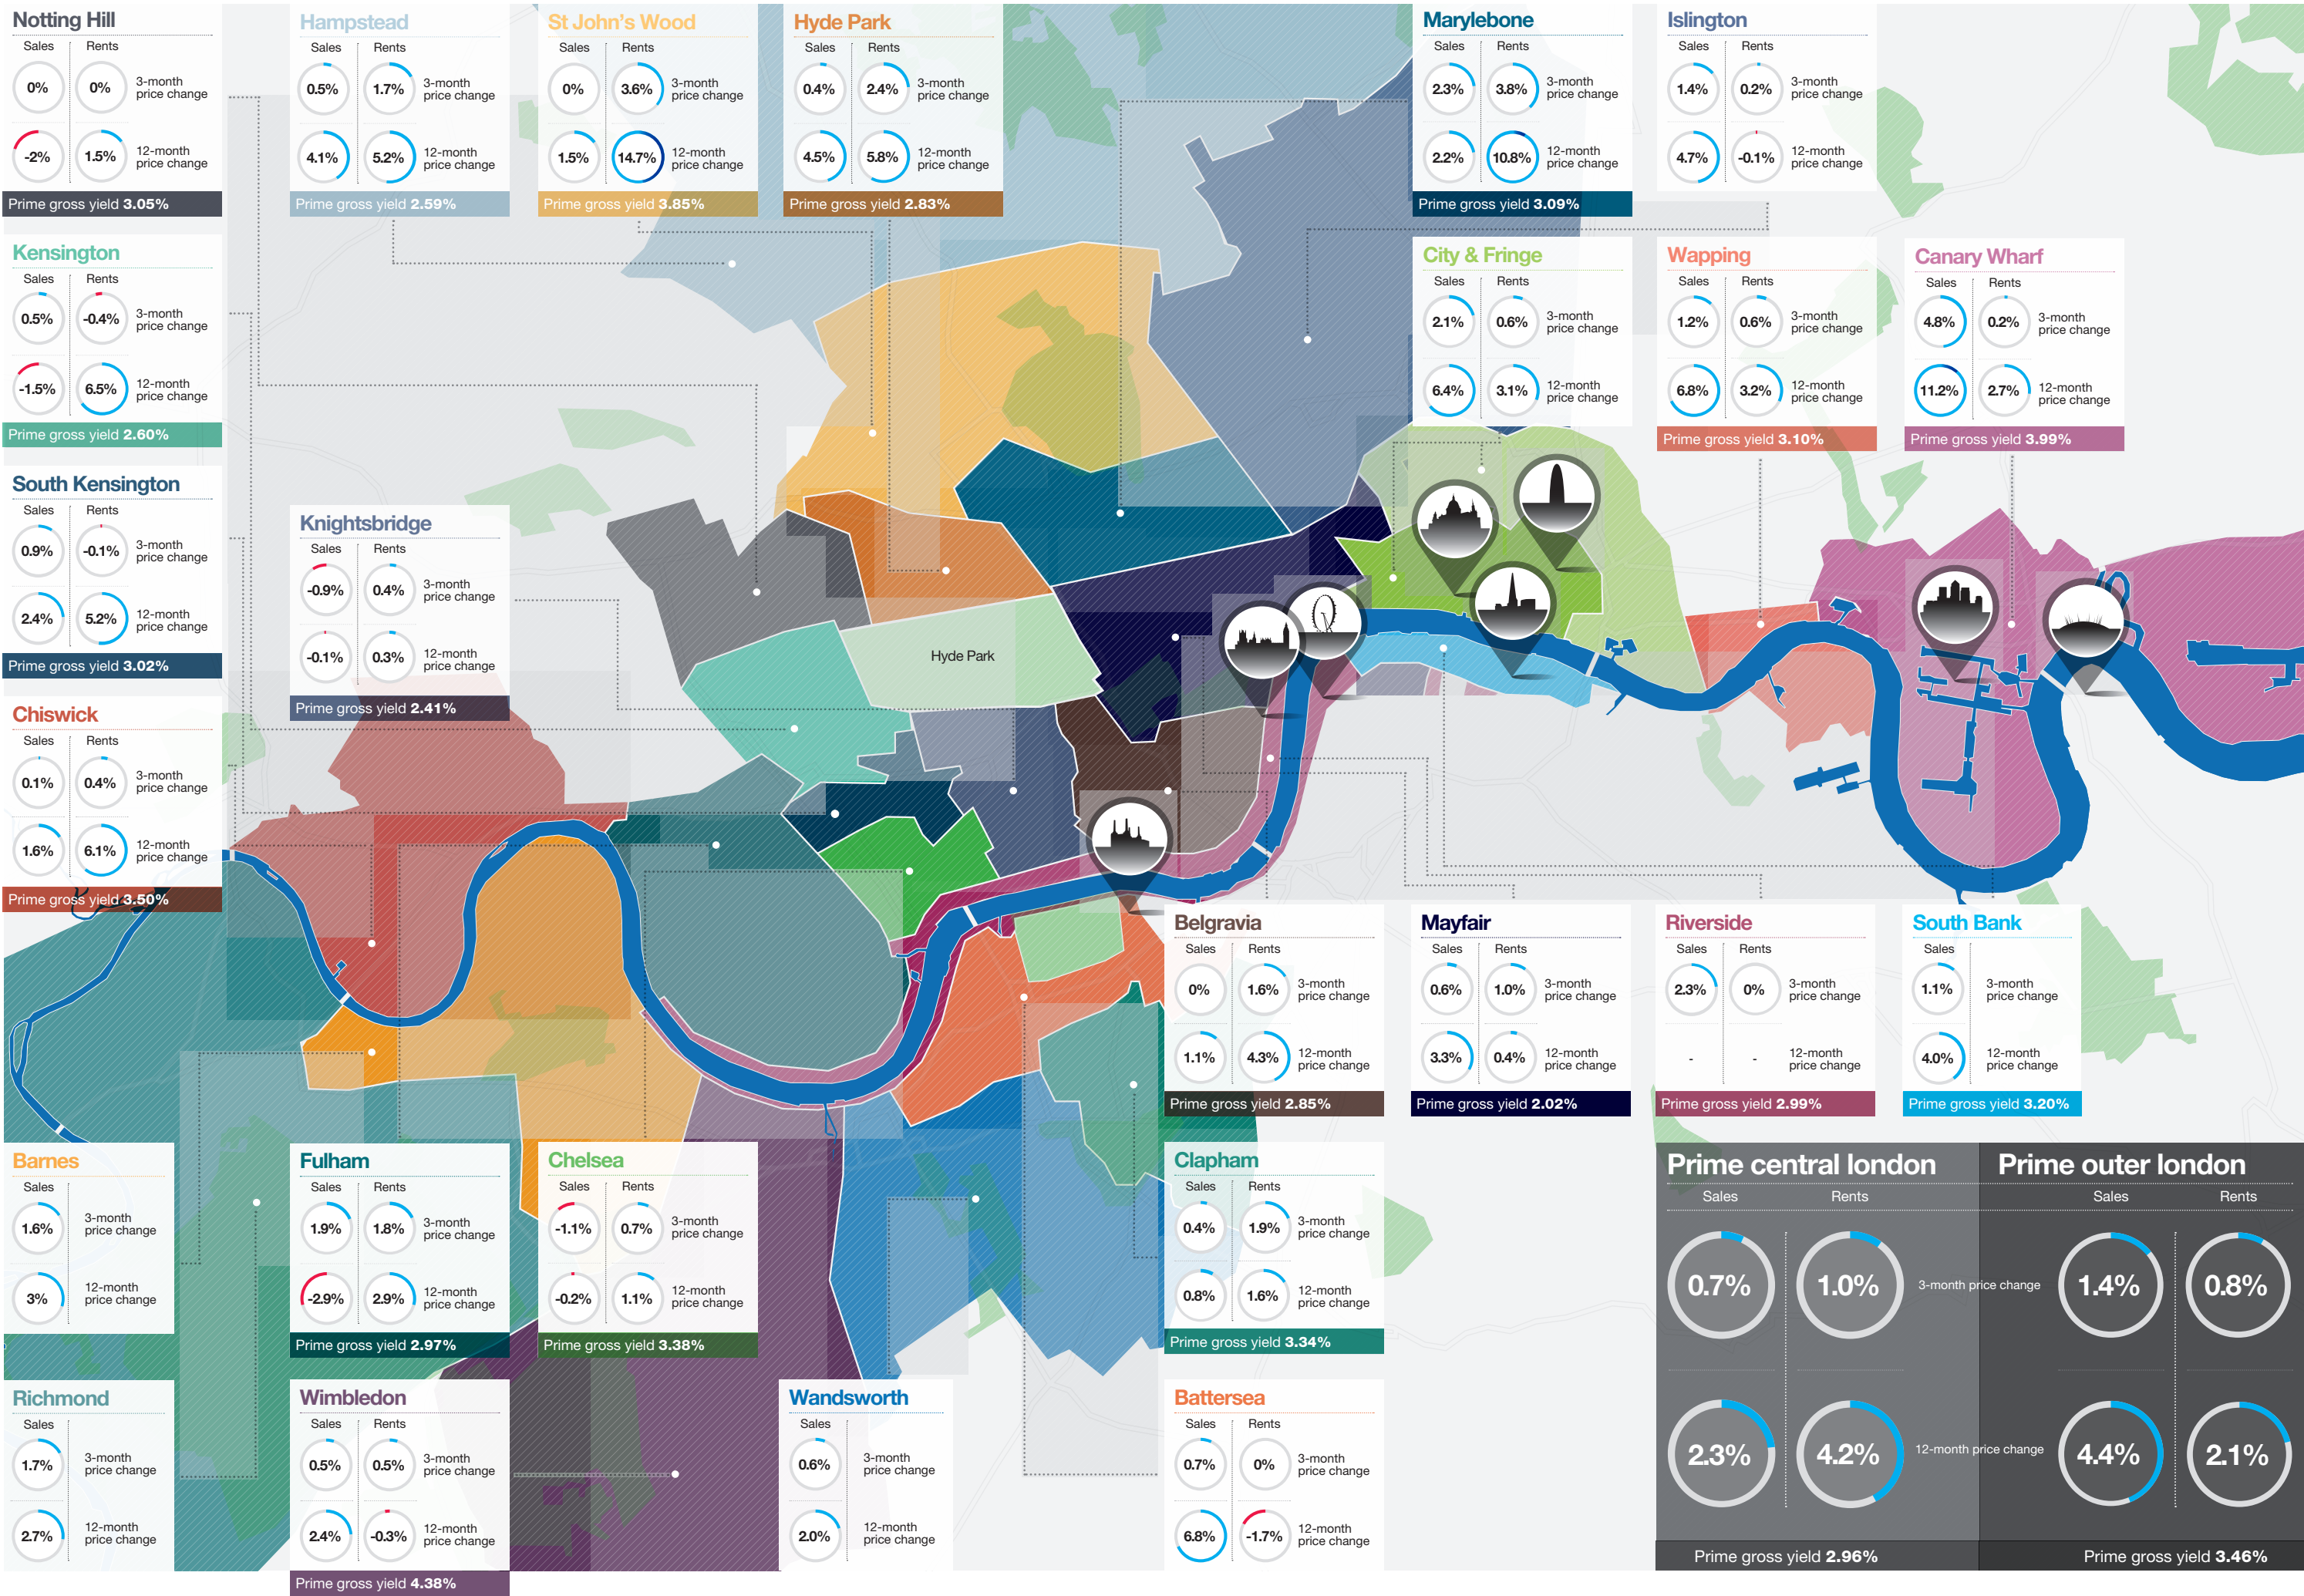 Notting Hill
Sales Rents
0% 0% 3-month
price change
-2% 1.5% 12-month
price change
Prime gross yield 3.05%
Hampstead
Sales Rents
0.5% 1.7% 3-month
price change
4.1% 5.2% 12-month
price change
Prime gross yield 2.59%
St John's Wood
Sales Rents
0% 3.6% 3-month
price change
1.5% 14.7% 12-month
price change
Prime gross yield 3.85%
Hyde Park
Sales Rents
0.4% 2.4% 3-month
price change
4.5% 5.8% 12-month
price change
Prime gross yield 2.83%
Marylebone
Sales Rents
2.3% 3.8% 3-month
price change
2.2% 10.8% 12-month
price change
Prime gross yield 3.09%
Islington
Sales Rents
1.4% 0.2% 3-month
price change
4.7% -0.1% 12-month
price change
Kensington
Sales Rents
0.5% -0.4% 3-month
price change
-1.5% 6.5% 12-month
price change
Prime gross yield 2.60%
City & Fringe
Sales Rents
2.1% 0.6% 3-month
price change
6.4% 3.1% 12-month
price change
Wapping
Sales Rents
1.2% 0.6% 3-month
price change
6.8% 3.2% 12-month
price change
Prime gross yield 3.10%
Canary Wharf
Sales Rents
4.8% 0.2% 3-month
price change
11.2% 2.7% 12-month
price change
Prime gross yield 3.99%
South Kensington
Sales Rents
0.9% -0.1% 3-month
price change
2.4% 5.2% 12-month
price change
Prime gross yield 3.02%
Knightsbridge
Sales Rents
-0.9% 0.4% 3-month
price change
-0.1% 0.3% 12-month
price change
Prime gross yield 2.41%
Hyde Park
Chiswick
Sales Rents
0.1% 0.4% 3-month
price change
1.6% 6.1% 12-month
price change
Prime gross yield 3.50%
Belgravia
Sales Rents
0% 1.6% 3-month
price change
1.1% 4.3% 12-month
price change
Prime gross yield 2.85%
Mayfair
Sales Rents
0.6% 1.0% 3-month
price change
3.3% 0.4% 12-month
price change
Prime gross yield 2.02%
Riverside
Sales Rents
2.3% 0% 3-month
price change
- - 12-month
price change
Prime gross yield 2.99%
South Bank
Sales
1.1% 3-month
price change
4.0% 12-month
price change
Prime gross yield 3.20%
Barnes
Sales
1.6% 3-month
price change
3% 12-month
price change
Fulham
Sales Rents
1.9% 1.8% 3-month
price change
-2.9% 2.9% 12-month
price change
Prime gross yield 2.97%
Chelsea
Sales Rents
-1.1% 0.7% 3-month
price change
-0.2% 1.1% 12-month
price change
Prime gross yield 3.38%
Clapham
Sales Rents
0.4% 1.9% 3-month
price change
0.8% 1.6% 12-month
price change
Prime gross yield 3.34%
Richmond
Sales
1.7% 3-month
price change
2.7% 12-month
price change
Wimbledon
Sales Rents
0.5% 0.5% 3-month
price change
2.4% -0.3% 12-month
price change
Prime gross yield 4.38%
Wandsworth
Sales
0.6% 3-month
price change
2.0% 12-month
price change
Battersea
Sales Rents
0.7% 0% 3-month
price change
6.8% -1.7% 12-month
price change
Prime central london Prime outer london
Sales Rents Sales Rents
0.7% 1.0% 3-month price change 1.4% 0.8%
2.3% 4.2% 12-month price change 4.4% 2.1%
Prime gross yield 2.96% Prime gross yield 3.46%